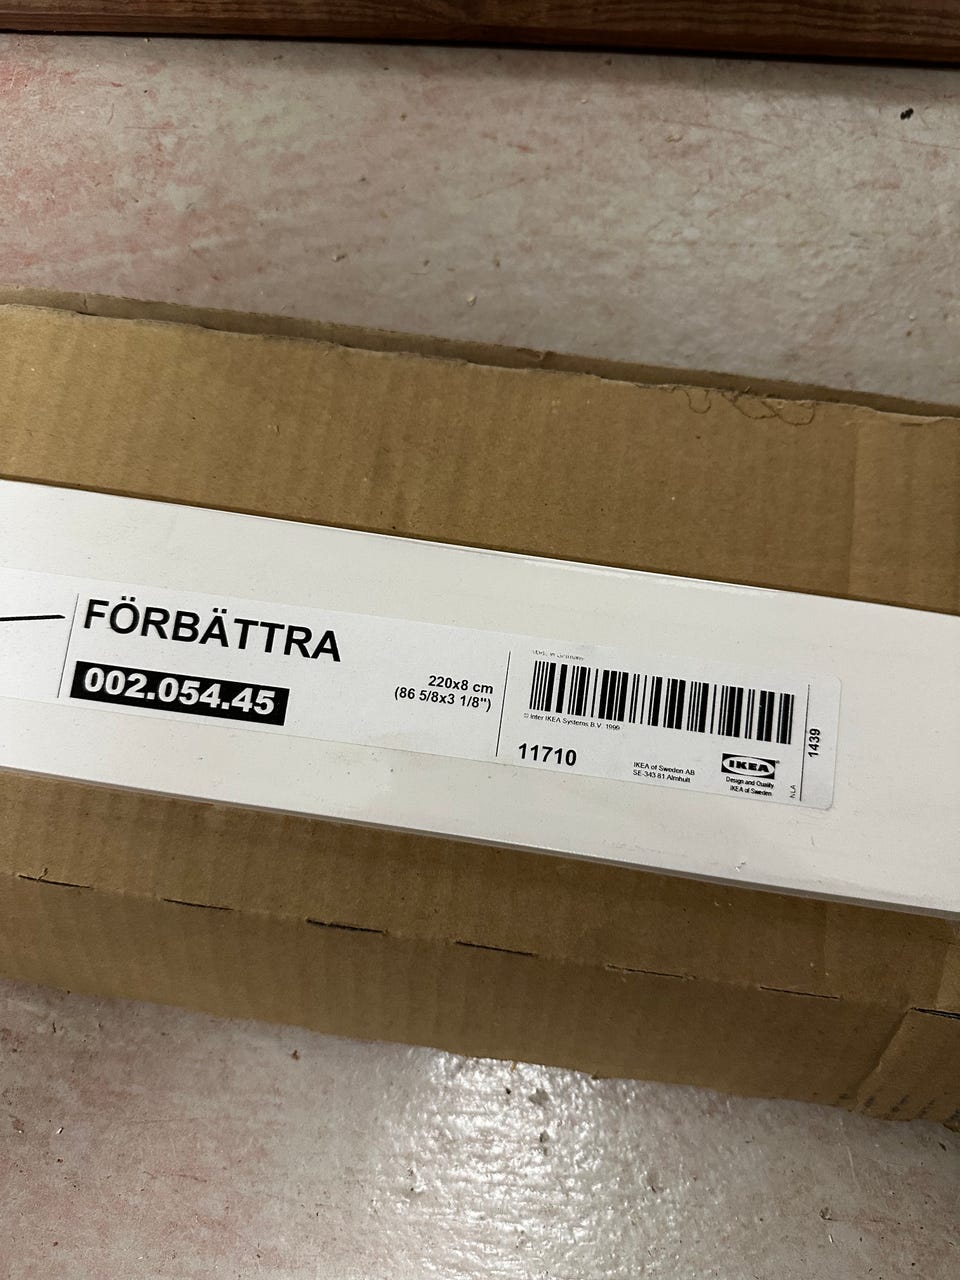 FÖRBÄTTRA
002.054.45
220x8 cm
(86 5/8x3 1/8")
© Inter IKEA Systems B.V. 1999
11710
IKEA of Sweden AB
SE-343 81 Älmhult
IKEA
Design and Quality
IKEA of Sweden
1439